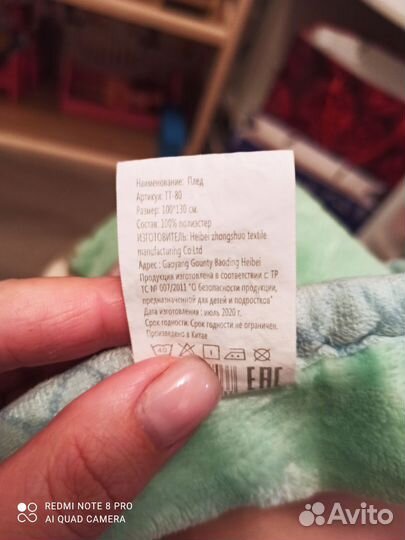 Наименование: Плед
Артикул: ТТ-80
Размер: 100*130 см.
Состав: 100% полиэстер
ИЗГОТОВИТЕЛЬ: Heibei zhongshuo textile
manufacturing Co Ltd
Адрес : Gaoyang Gounty Baoding Heibei
Продукция изготовлена в соответствии с ТР
ТС № 007/2011 "О безопасности продукции,
предназначенной для детей и подростков"
Дата изготовления : июль 2020 г.
Срок годности: Срок годности не ограничен.
Произведено в Китае
40
EAC
REDMI NOTE 8 PRO
AI QUAD CAMERA
Avito